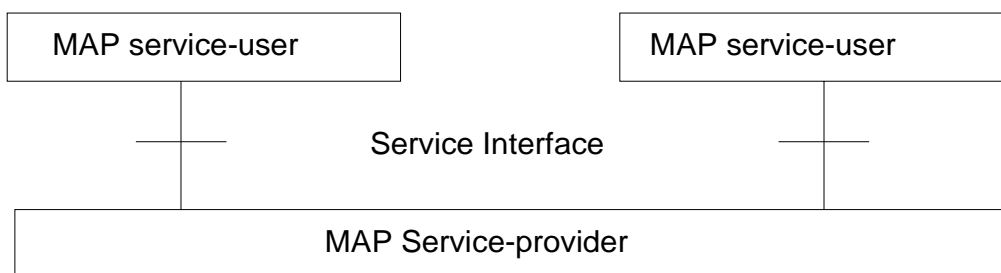 MAP service-user
MAP service-user
Service Interface
MAP Service-provider